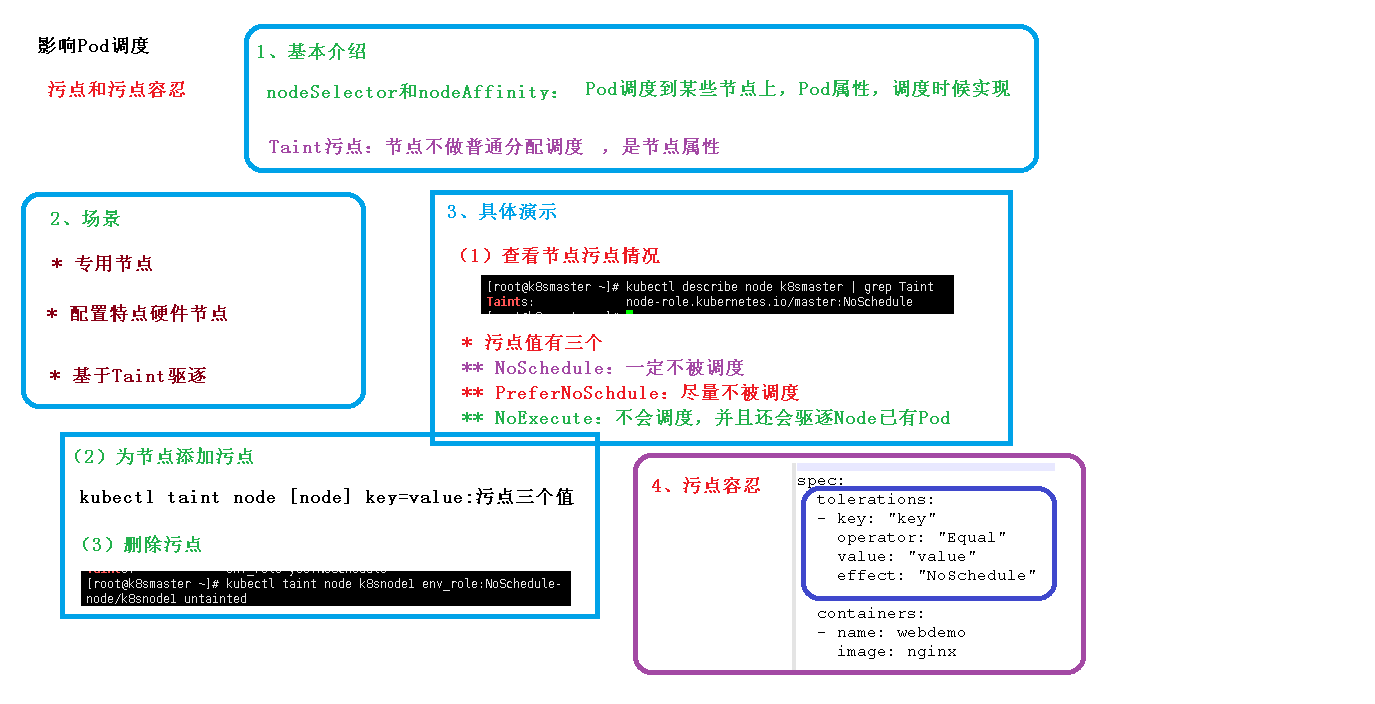 影响Pod调度
污点和污点容忍
1、基本介绍
nodeSelector和nodeAffinity： Pod调度到某些节点上，Pod属性，调度时候实现
Taint污点：节点不做普通分配调度 ，是节点属性
2、场景
* 专用节点
* 配置特点硬件节点
* 基于Taint驱逐
3、具体演示
（1）查看节点污点情况
[root@k8smaster ~]# kubectl describe node k8smaster | grep Taint
Taints: node-role.kubernetes.io/master:NoSchedule
* 污点值有三个
** NoSchedule：一定不被调度
** PreferNoSchdule：尽量不被调度
** NoExecute：不会调度，并且还会驱逐Node已有Pod
（2）为节点添加污点
kubectl taint node [node] key=value:污点三个值
（3）删除污点
[root@k8smaster ~]# kubectl taint node k8snode1 env_role:NoSchedule-
node/k8snode1 untainted
4、污点容忍
spec:
tolerations:
- key: "key"
operator: "Equal"
value: "value"
effect: "NoSchedule"
containers:
- name: webdemo
image: nginx